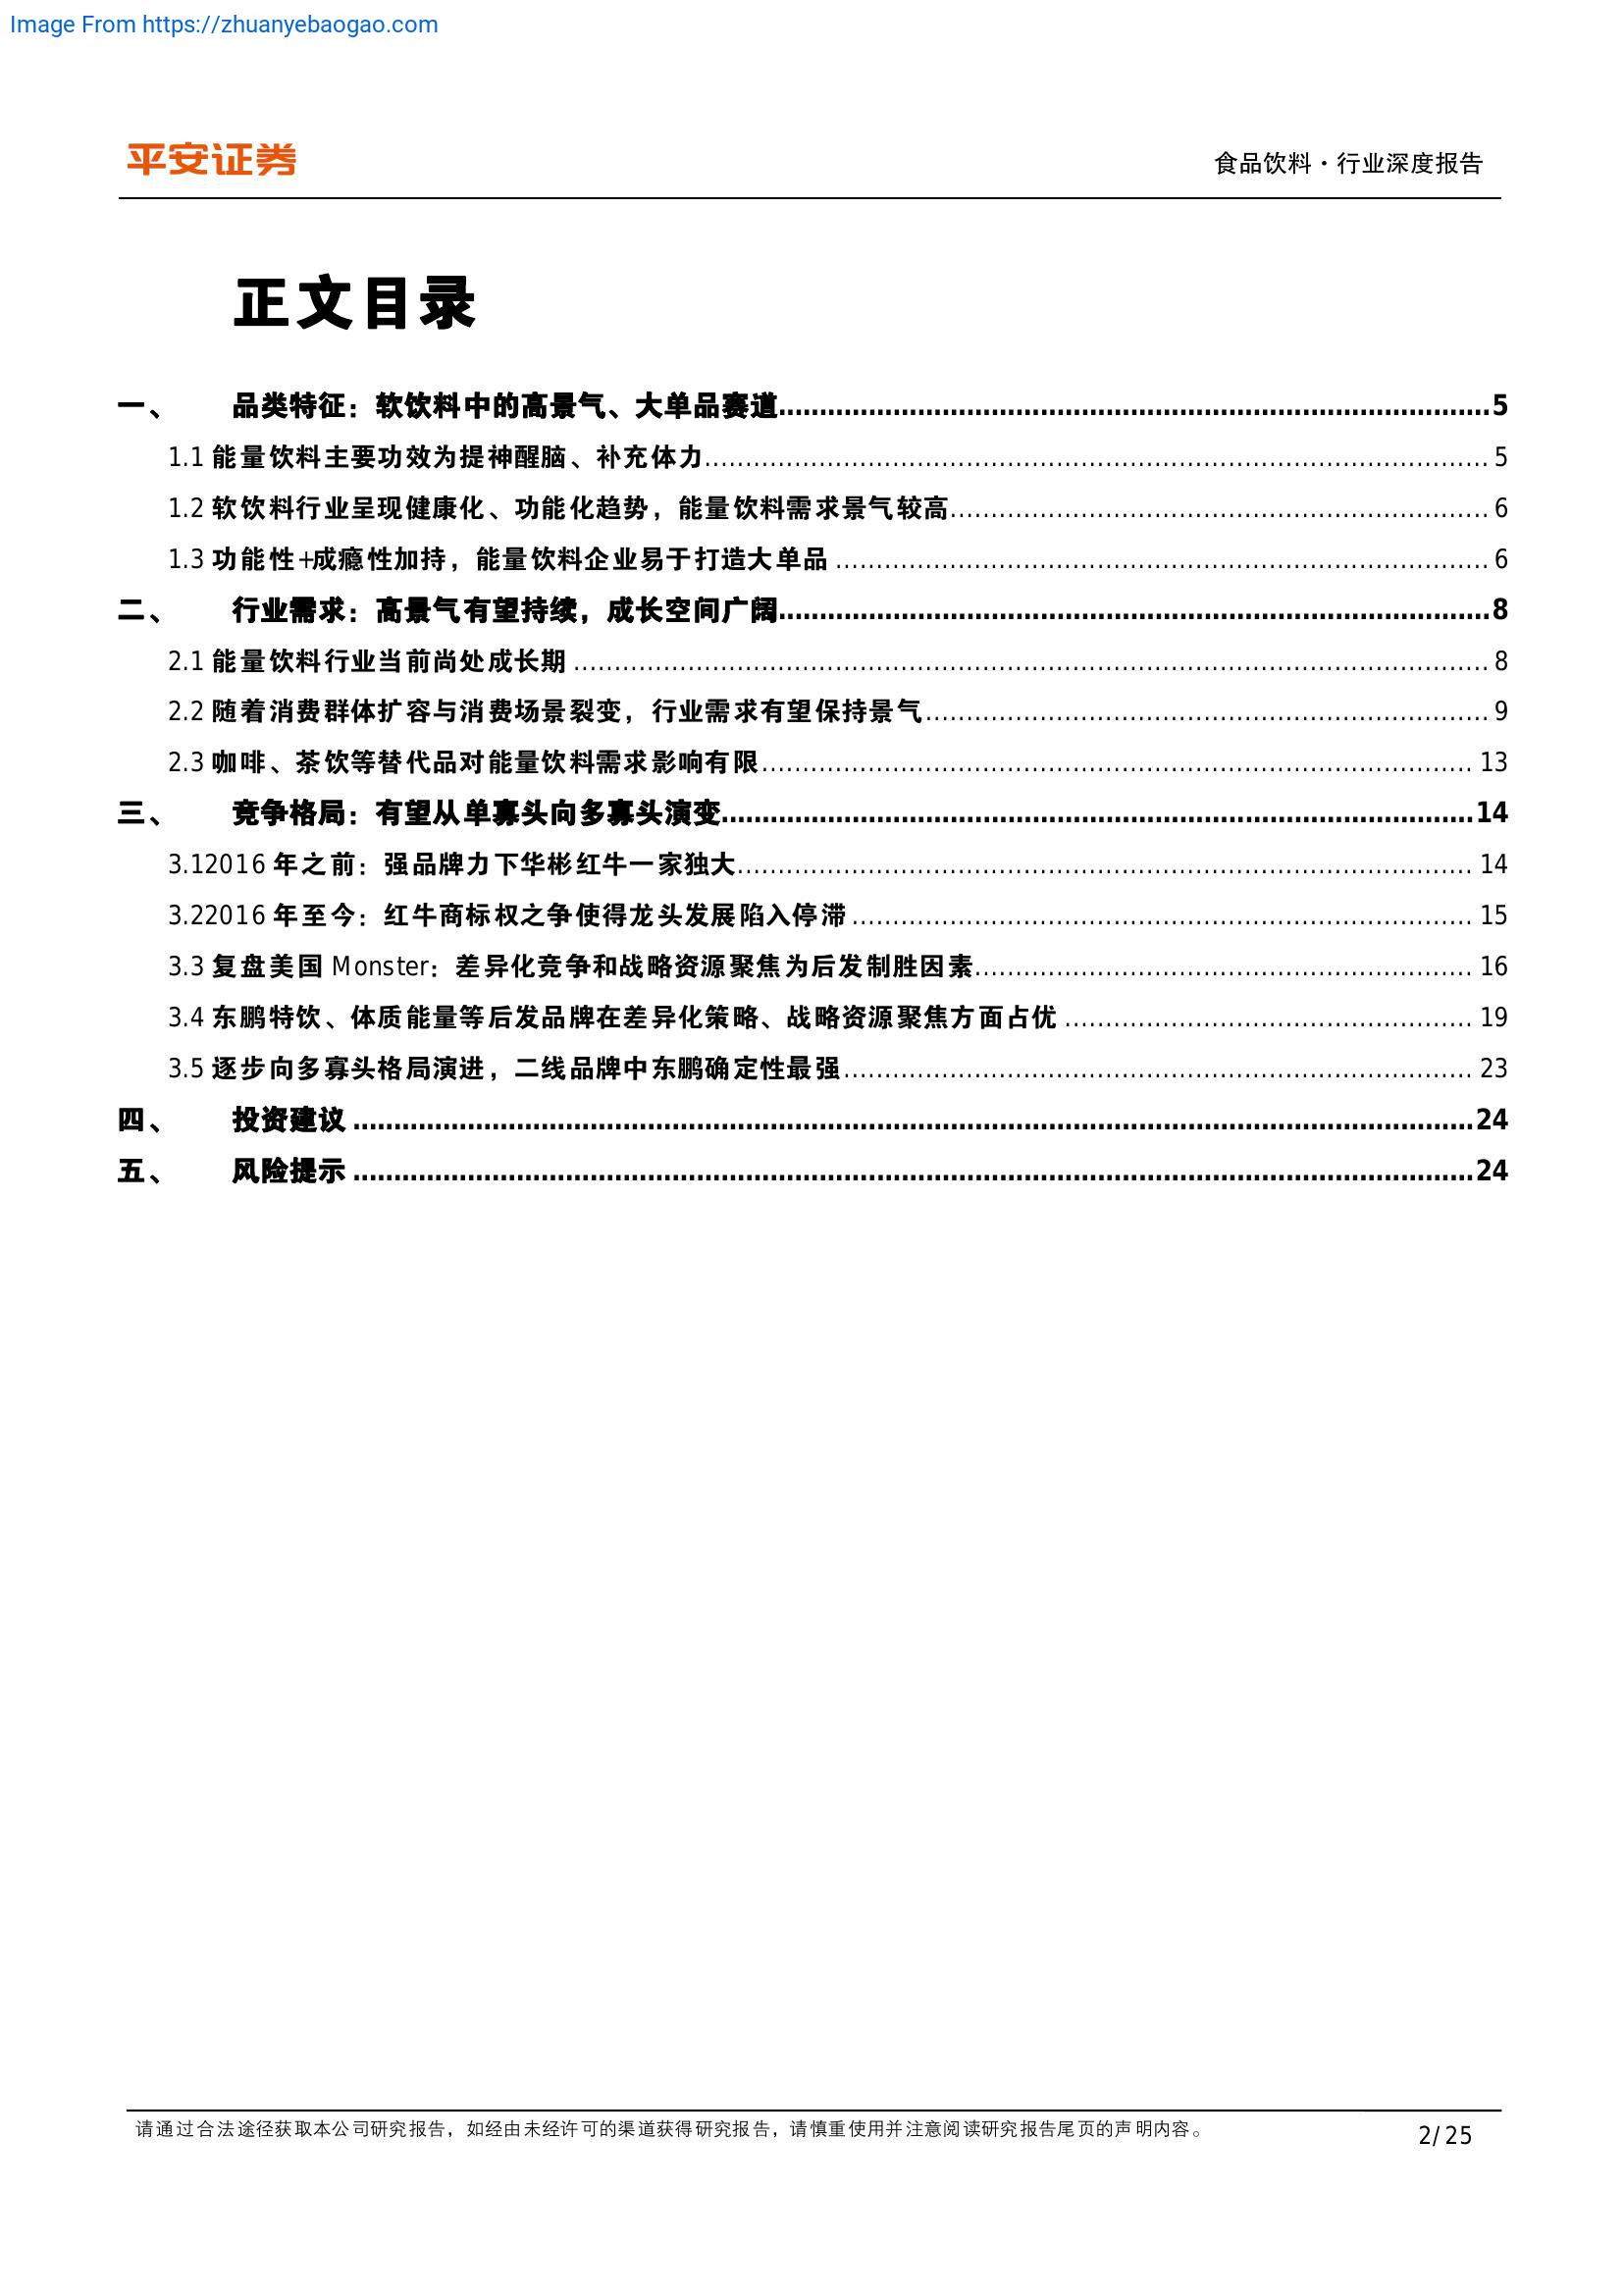 Image From https://zhuanyebaogao.com
平安证券
食品饮料·行业深度报告
正文目录
一、 品类特征：软饮料中的高景气、大单品赛道........................................5
1.1 能量饮料主要功效为提神醒脑、补充体力........................................ 5
1.2 软饮料行业呈现健康化、功能化趋势，能量饮料需求景气较高........................................ 6
1.3 功能性+成瘾性加持，能量饮料企业易于打造大单品 ........................................ 6
二、 行业需求：高景气有望持续，成长空间广阔........................................8
2.1 能量饮料行业当前尚处成长期 ........................................ 8
2.2 随着消费群体扩容与消费场景裂变，行业需求有望保持景气........................................ 9
2.3 咖啡、茶饮等替代品对能量饮料需求影响有限........................................ 13
三、 竞争格局：有望从单寡头向多寡头演变........................................14
3.12016 年之前：强品牌力下华彬红牛一家独大........................................ 14
3.22016 年至今：红牛商标权之争使得龙头发展陷入停滞 ........................................ 15
3.3 复盘美国 Monster：差异化竞争和战略资源聚焦为后发制胜因素........................................ 16
3.4 东鹏特饮、体质能量等后发品牌在差异化策略、战略资源聚焦方面占优 ........................................ 19
3.5 逐步向多寡头格局演进，二线品牌中东鹏确定性最强........................................ 23
四、 投资建议 ........................................24
五、 风险提示 ........................................24
请通过合法途径获取本公司研究报告，如经由未经许可的渠道获得研究报告，请慎重使用并注意阅读研究报告尾页的声明内容。
2/ 25